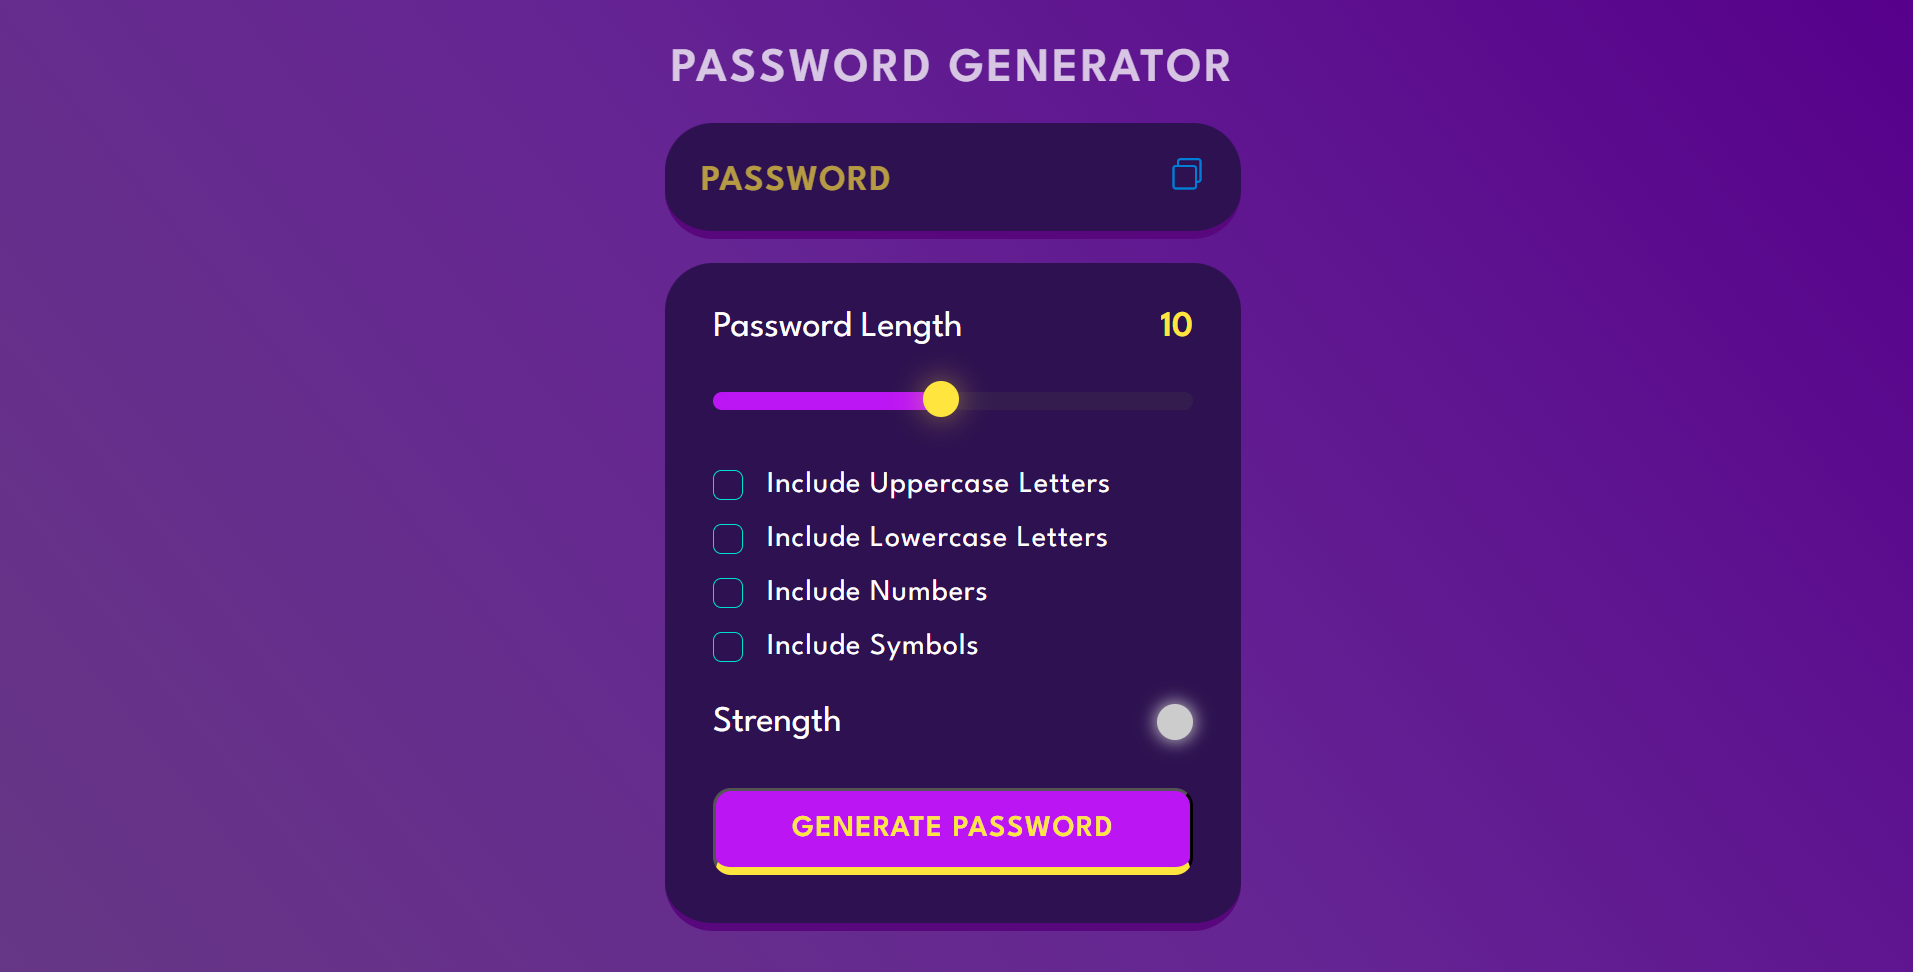 PASSWORD GENERATOR
PASSWORD
Password Length 10
Include Uppercase Letters
Include Lowercase Letters
Include Numbers
Include Symbols
Strength
GENERATE PASSWORD